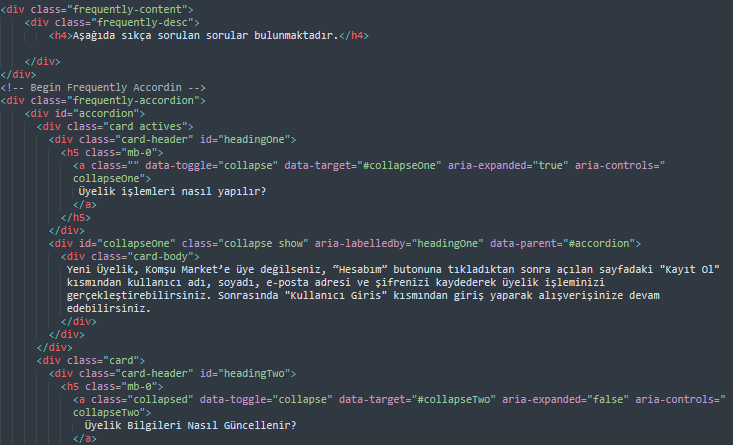 <div class="frequently-content">
<div class="frequently-desc">
<h4>Aşağıda sıkça sorulan sorular bulunmaktadır.</h4>
</div>
</div>
<!-- Begin Frequently Accordin -->
<div class="frequently-accordion">
<div id="accordion">
<div class="card actives">
<div class="card-header" id="headingOne">
<h5 class="mb-0">
<a class="" data-toggle="collapse" data-target="#collapseOne" aria-expanded="true" aria-controls="
collapseOne">
Üyelik işlemleri nasıl yapılır?
</a>
</h5>
</div>
<div id="collapseOne" class="collapse show" aria-labelledby="headingOne" data-parent="#accordion">
<div class="card-body">
Yeni Üyelik, Komşu Market’e üye değilseniz, “Hesabım” butonuna tıkladıktan sonra açılan sayfadaki "Kayıt Ol"
kısmından kullanıcı adı, soyadı, e-posta adresi ve şifrenizi kaydederek üyelik işleminizi
gerçekleştirebilirsiniz. Sonrasında "Kullanıcı Giris" kısmından giriş yaparak alışverişinize devam
edebilirsiniz.
</div>
</div>
</div>
<div class="card">
<div class="card-header" id="headingTwo">
<h5 class="mb-0">
<a class="collapsed" data-toggle="collapse" data-target="#collapseTwo" aria-expanded="false" aria-controls="
collapseTwo">
Üyelik Bilgileri Nasıl Güncellenir?
</a>